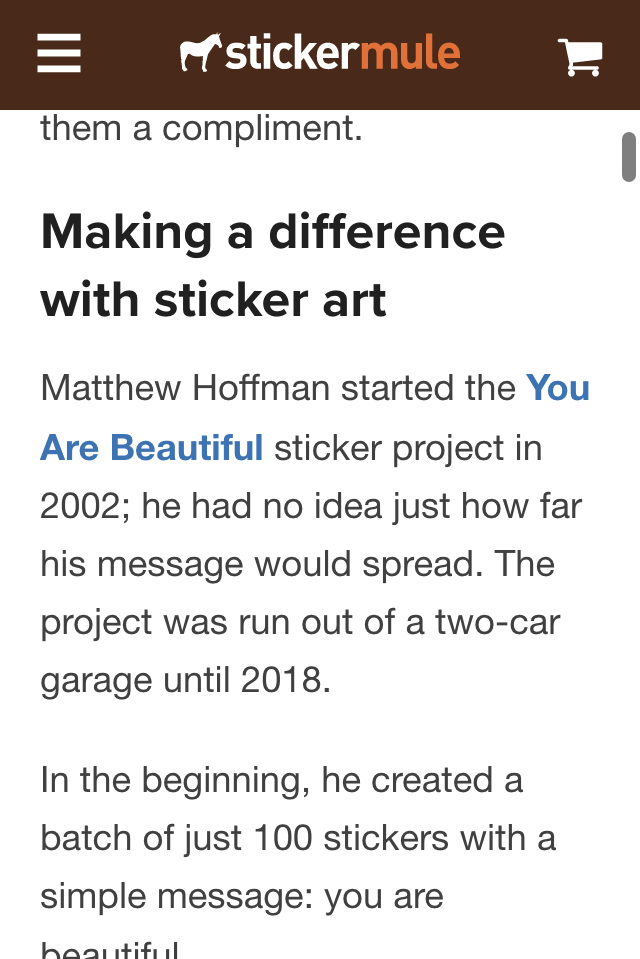 stickermule
them a compliment.
Making a difference
with sticker art
Matthew Hoffman started the You
Are Beautiful sticker project in
2002; he had no idea just how far
his message would spread. The
project was run out of a two-car
garage until 2018.
In the beginning, he created a
batch of just 100 stickers with a
simple message: you are
beautiful